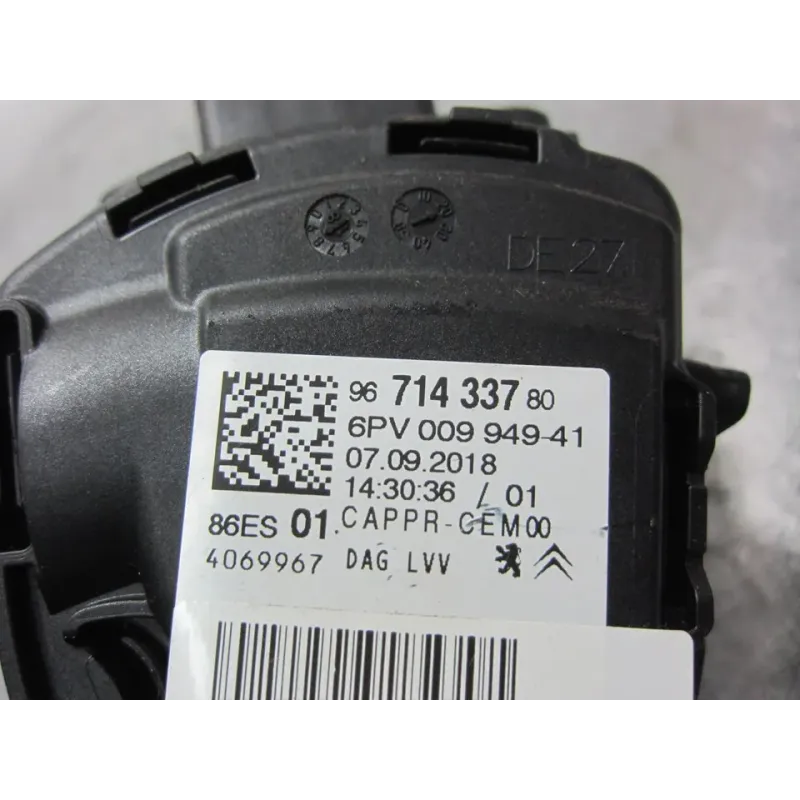 DE27
96 714 337 80
6PV 009 949-41
07.09.2018
14:30:36 / 01
86ES 01.CAPPR-CEM00
4069967 DAG LVV